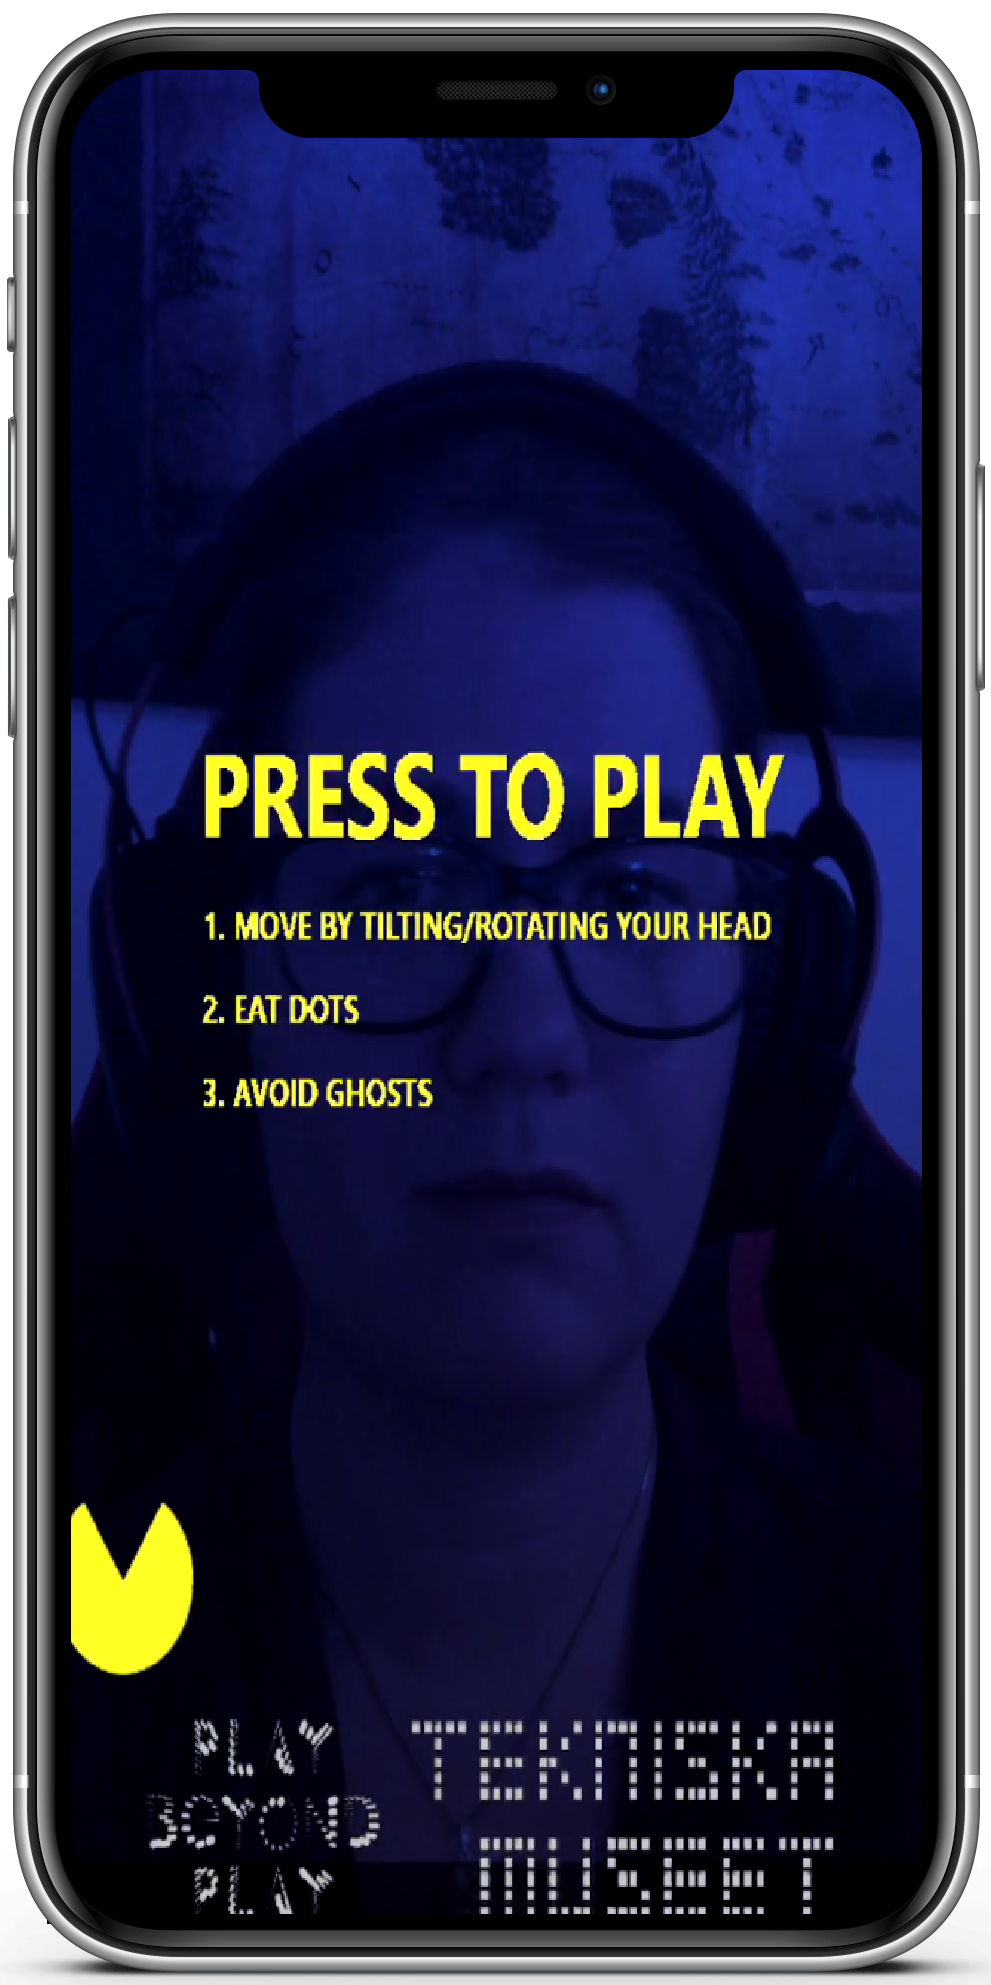 PRESS TO PLAY
1. MOVE BY TILTING/ROTATING YOUR HEAD
2. EAT DOTS
3. AVOID GHOSTS
PLAY
BEYOND
PLAY
TEKNISKA
MUSEET